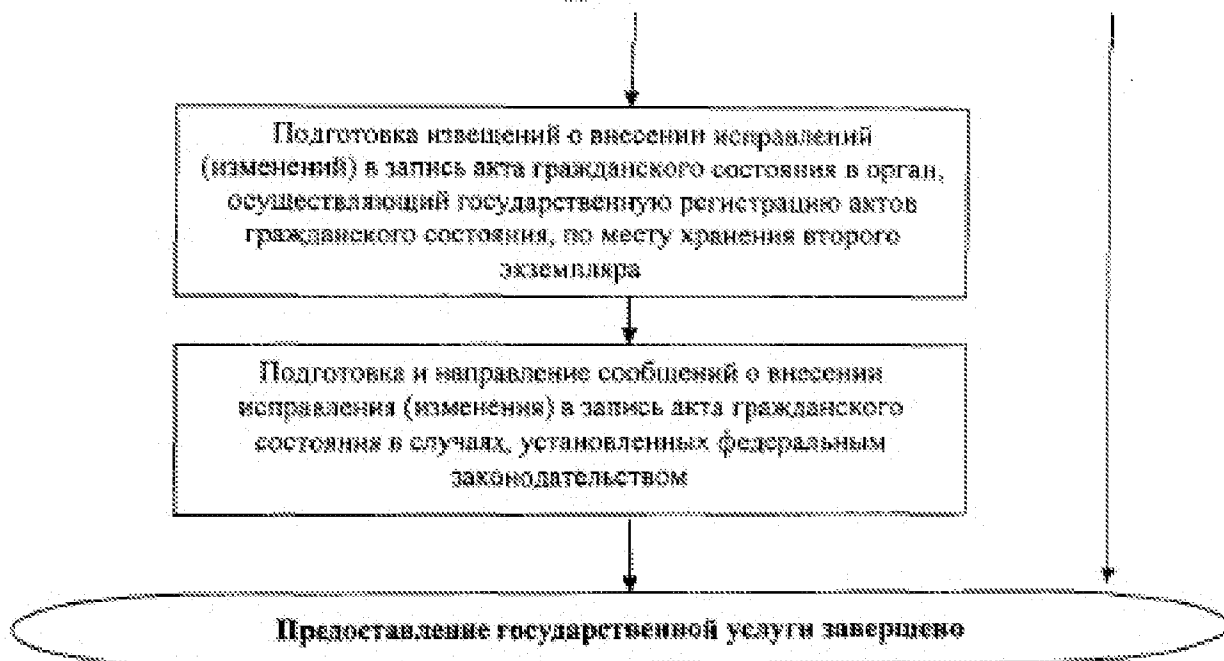 Подготовка извещений о внесении исправлений
(изменений) в запись акта гражданского состояния в орган,
осуществляющий государственную регистрацию актов
гражданского состояния, по месту хранения второго
экземпляра
Подготовка и направление сообщений о внесении
исправления (изменения) в запись акта гражданского
состояния в случаях, установленных федеральным
законодательством
Предоставление государственной услуги завершено